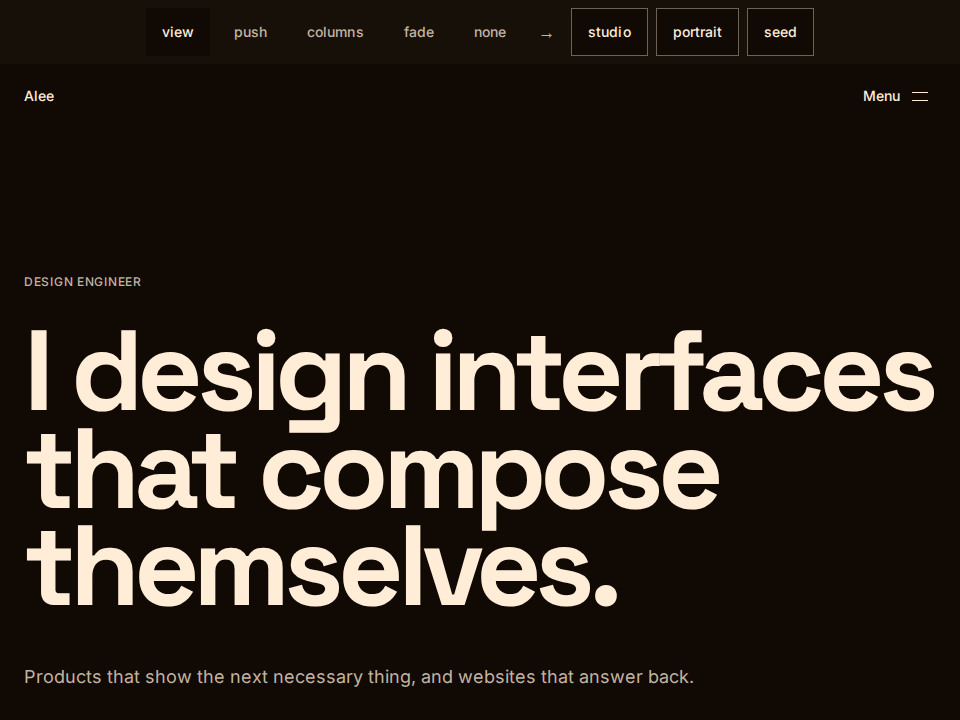 view push columns fade none → studio portrait seed
Alee Menu
DESIGN ENGINEER
I design interfaces
that compose
themselves.
Products that show the next necessary thing, and websites that answer back.